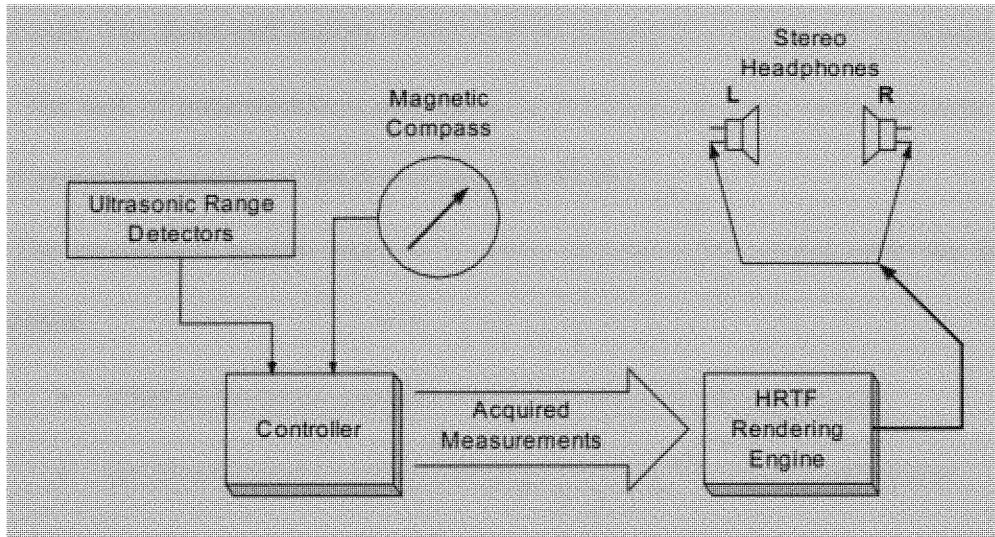 Stereo
Headphones
L
R
Magnetic
Compass
Ultrasonic Range
Detectors
Controller
Acquired
Measurements
HRTF
Rendering
Engine